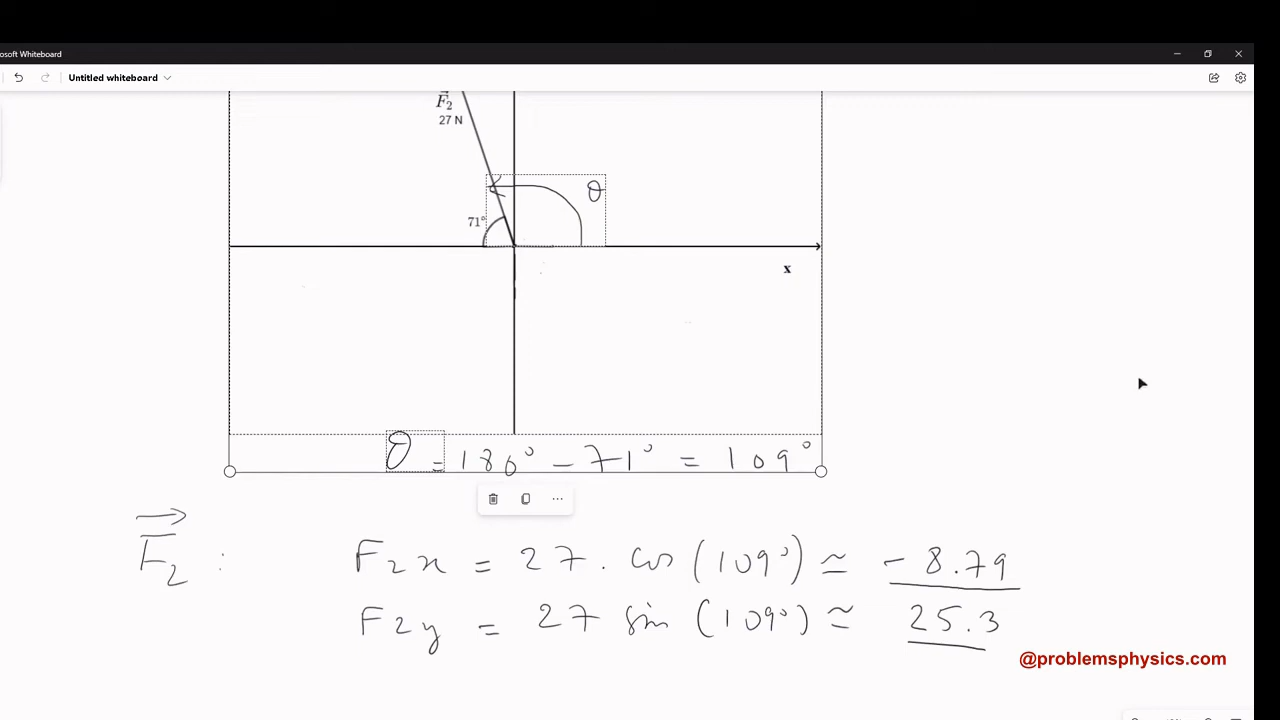 osoft Whiteboard
Untitled whiteboard
F₂
27 N
θ
71°
x
θ = 180° - 71° = 109°
F₂ : F2x = 27 . cos (109°) ≃ - 8.79
F2y = 27 sin (109°) ≃ 25.3
@problemsphysics.com